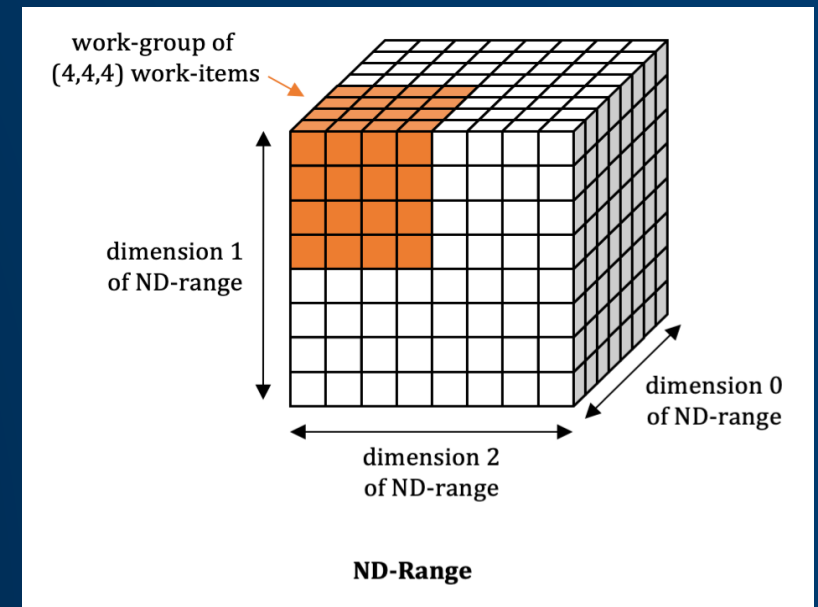 work-group of
(4,4,4) work-items
dimension 1
of ND-range
dimension 0
of ND-range
dimension 2
of ND-range
ND-Range